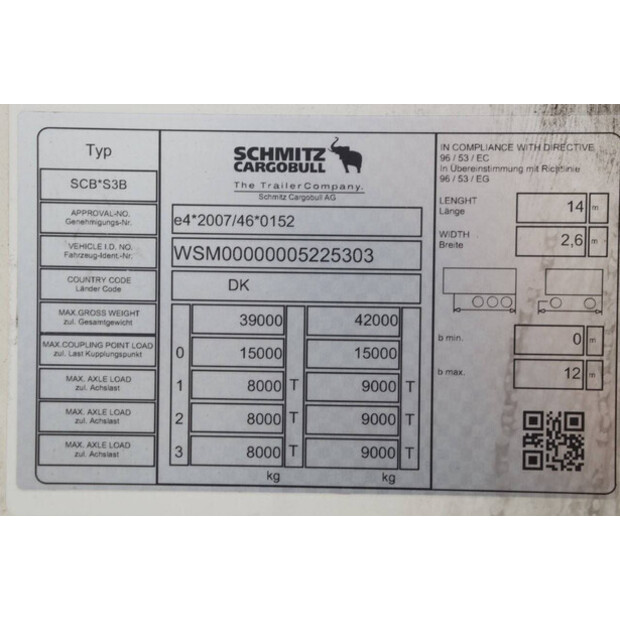 Typ
SCB*S3B
SCHMITZ
CARGOBULL
The TrailerCompany.
Schmitz Cargobull AG
APPROVAL-NO.
Genehmigungs-Nr.
e4*2007/46*0152
VEHICLE I.D. NO.
Fahrzeug-Ident.-Nr.
WSM00000005225303
COUNTRY CODE
Länder Code
DK
MAX.GROSS WEIGHT
zul. Gesamtgewicht
39000 42000
MAX.COUPLING POINT LOAD
zul. Last Kupplungspunkt
0 15000 15000
MAX. AXLE LOAD
zul. Achslast
1 8000 T 9000 T
MAX. AXLE LOAD
zul. Achslast
2 8000 T 9000 T
MAX. AXLE LOAD
zul. Achslast
3 8000 T 9000 T
kg kg
IN COMPLIANCE WITH DIRECTIVE
96 / 53 / EC
In Übereinstimmung mit Richtlinie
96 / 53 / EG
LENGHT
Länge
14 m
WIDTH
Breite
2,6 m
b
b
b min. 0 m
b max. 12 m